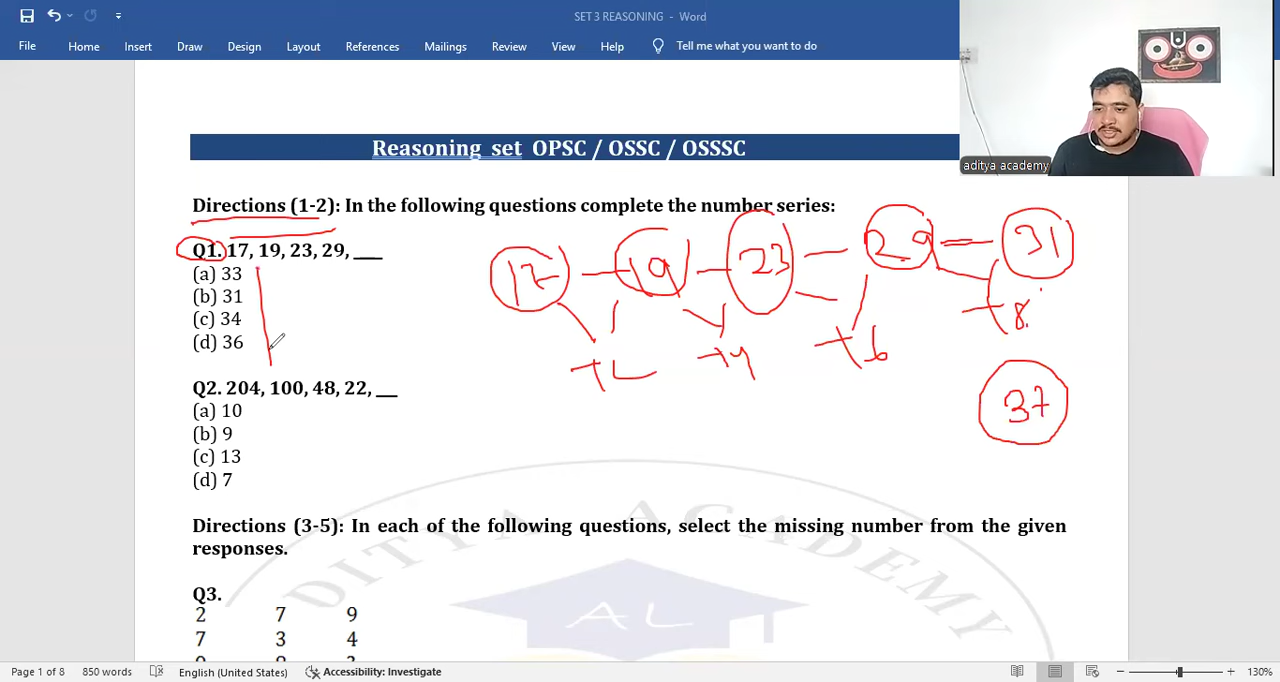 SET 3 REASONING - Word
File Home Insert Draw Design Layout References Mailings Review View Help Tell me what you want to do
aditya academy
Reasoning set OPSC / OSSC / OSSSC
Directions (1-2): In the following questions complete the number series:
Q1. 17, 19, 23, 29, ___
(a) 33
(b) 31
(c) 34
(d) 36
17 — 19 — 23 — 29 — 31
+4 +6 +8
37
Q2. 204, 100, 48, 22, __
(a) 10
(b) 9
(c) 13
(d) 7
DITYA ACADEMY
AL
Directions (3-5): In each of the following questions, select the missing number from the given
responses.
Q3.
2 7 9
7 3 4
Page 1 of 8 850 words English (United States) Accessibility: Investigate 130%